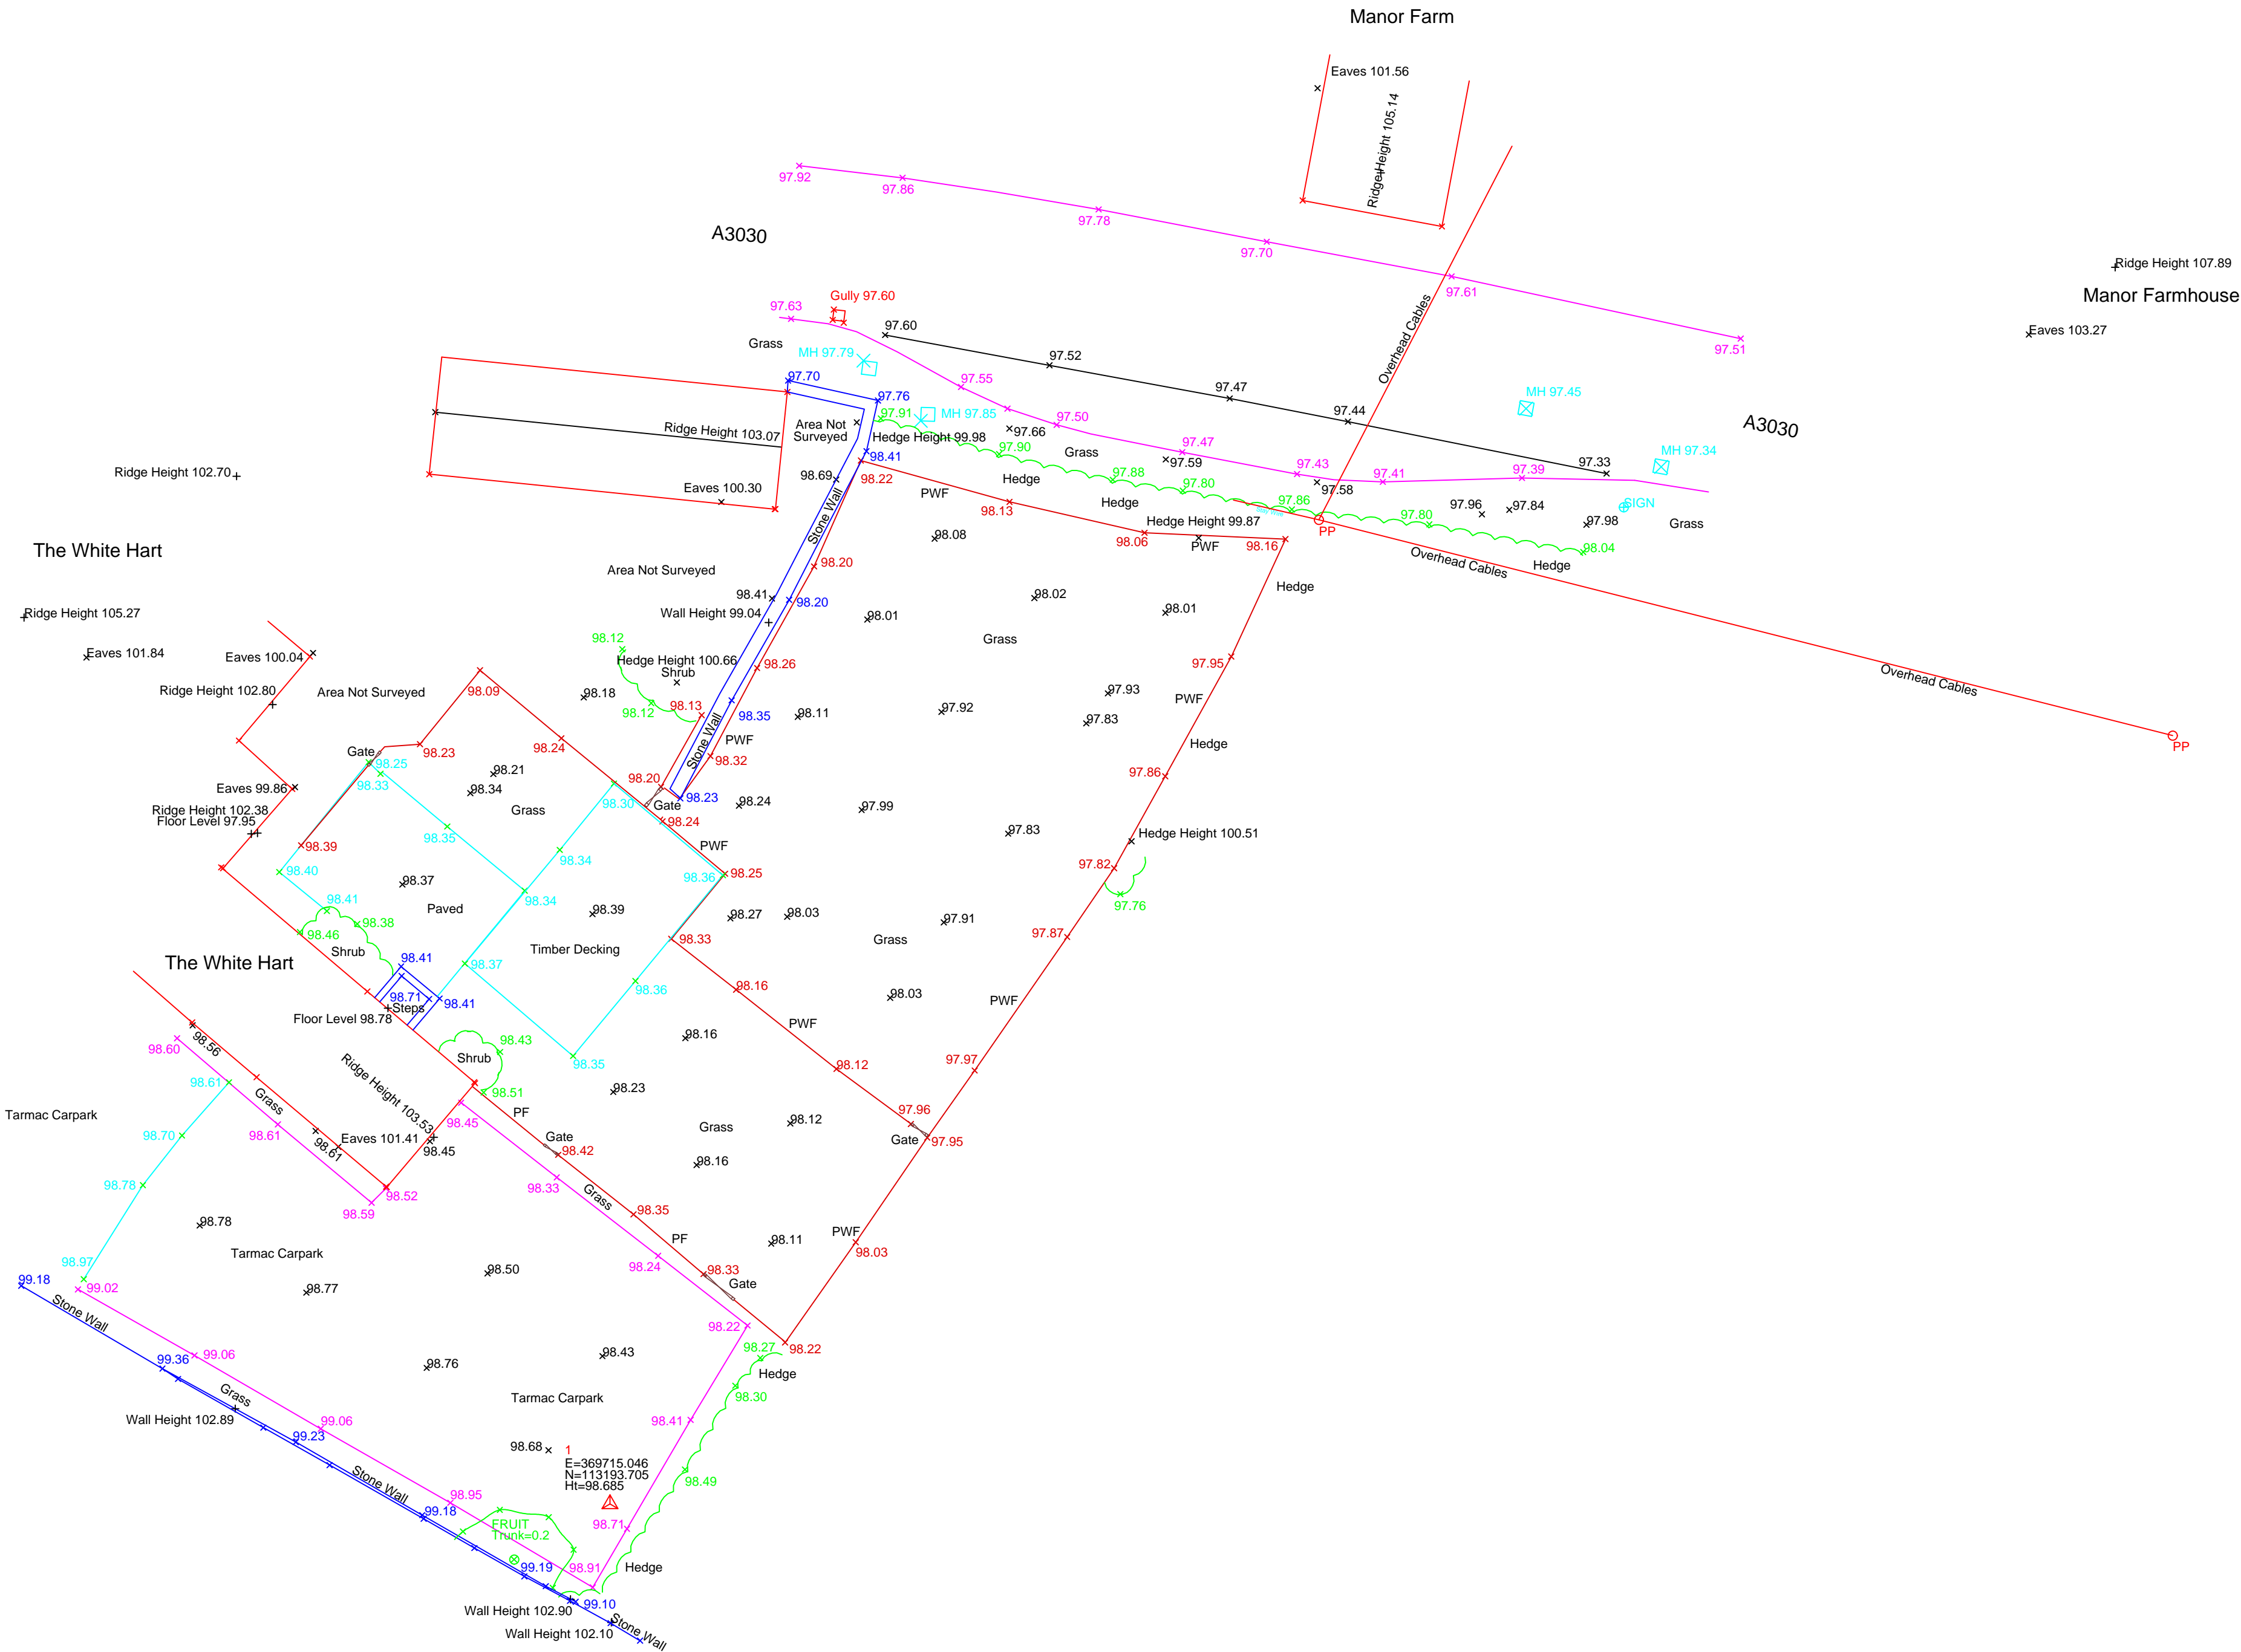 Manor Farm
Eaves 101.56
Ridge Height 105.14
97.92
97.86
97.78
97.70
97.61
97.51
A3030
Ridge Height 107.89
Manor Farmhouse
Eaves 103.27
Gully 97.60
97.63
97.60
Grass
MH 97.79
97.52
97.55
97.47
97.44
Overhead Cables
MH 97.45
A3030
97.70
97.76
97.91
MH 97.85
97.50
97.66
Area Not
Surveyed
Ridge Height 103.07
Hedge Height 99.98
97.90
Grass
97.47
97.59
98.41
97.43
97.41
97.39
97.33
MH 97.34
Ridge Height 102.70
Eaves 100.30
98.69
98.22
PWF
Hedge
97.88
97.80
97.58
98.13
Hedge
97.86
97.80
97.96
97.84
97.98
SIGN
Grass
Hedge Height 99.87
98.06
PWF
98.16
PP
98.04
Hedge
Overhead Cables
98.08
Stone Wall
The White Hart
Area Not Surveyed
98.20
Hedge
98.41
98.20
Wall Height 99.04
98.01
98.02
98.01
Ridge Height 105.27
Eaves 101.84
Eaves 100.04
98.12
Grass
Hedge Height 100.66
Shrub
98.26
97.95
Overhead Cables
Ridge Height 102.80
Area Not Surveyed
98.09
98.18
98.12
98.13
98.35
98.11
97.92
97.93
97.83
PWF
PP
98.23
98.24
Stone Wall
PWF
98.32
Hedge
Gate
98.25
98.33
98.21
98.34
98.20
98.30
Gate
98.23
98.24
97.99
97.86
Eaves 99.86
Ridge Height 102.38
Floor Level 97.95
Grass
98.24
98.35
98.39
98.34
PWF
97.83
Hedge Height 100.51
98.40
98.37
98.36
98.25
97.82
98.41
Paved
98.34
98.39
98.27
98.03
97.91
97.76
98.38
98.46
Shrub
Timber Decking
98.33
Grass
97.87
The White Hart
98.41
98.37
98.71
98.41
Steps
98.36
98.16
98.03
PWF
Floor Level 98.78
98.56
98.60
98.43
Shrub
98.16
PWF
98.35
98.12
97.97
Ridge Height 103.53
98.61
98.51
98.23
Tarmac Carpark
Grass
98.45
PF
98.70
98.61
98.61
Eaves 101.41
98.45
Gate
98.42
Grass
98.12
97.96
Gate
97.95
98.78
98.52
98.59
98.33
Grass
98.16
98.78
Tarmac Carpark
98.35
PF
98.11
PWF
98.03
98.97
99.18
99.02
98.77
98.50
98.24
98.33
Gate
Stone Wall
98.22
98.22
99.36
99.06
98.76
98.43
98.27
Hedge
Grass
Tarmac Carpark
98.30
Wall Height 102.89
99.06
99.23
98.41
98.68
1
E=369715.046
N=113193.705
Ht=98.685
98.49
Stone Wall
98.95
99.18
FRUIT
Trunk=0.2
98.71
99.19
98.91
Hedge
99.10
Wall Height 102.90
Stone Wall
Wall Height 102.10